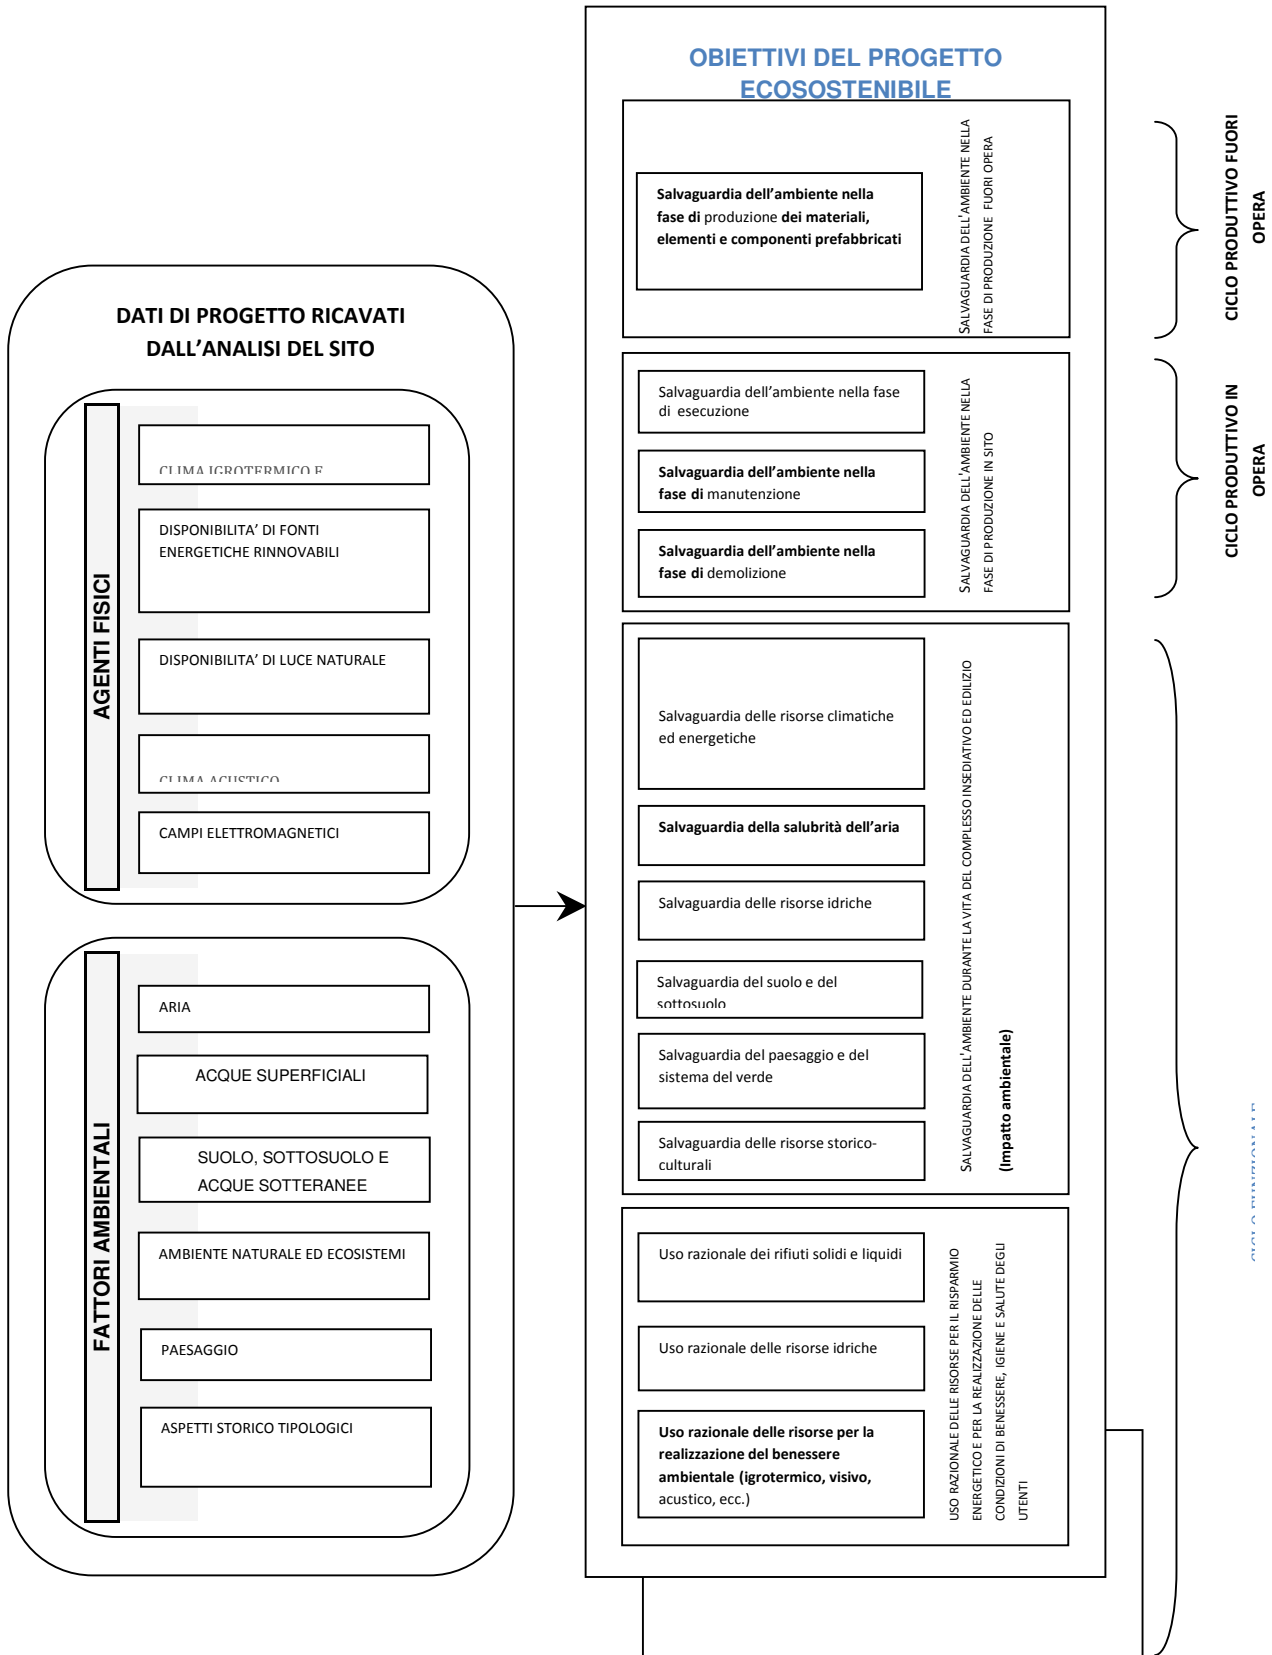 DATI DI PROGETTO RICAVATI
DALL’ANALISI DEL SITO
AGENTI FISICI
CLIMA IGROTERMICO E
DISPONIBILITA’ DI FONTI
ENERGETICHE RINNOVABILI
DISPONIBILITA’ DI LUCE NATURALE
CLIMA ACUSTICO
CAMPI ELETTROMAGNETICI
FATTORI AMBIENTALI
ARIA
ACQUE SUPERFICIALI
SUOLO, SOTTOSUOLO E
ACQUE SOTTERANEE
AMBIENTE NATURALE ED ECOSISTEMI
PAESAGGIO
ASPETTI STORICO TIPOLOGICI
OBIETTIVI DEL PROGETTO
ECOSOSTENIBILE
Salvaguardia dell’ambiente nella
fase di produzione dei materiali,
elementi e componenti prefabbricati
SALVAGUARDIA DELL'AMBIENTE NELLA
FASE DI PRODUZIONE FUORI OPERA
Salvaguardia dell’ambiente nella fase
di esecuzione
Salvaguardia dell’ambiente nella
fase di manutenzione
Salvaguardia dell’ambiente nella
fase di demolizione
SALVAGUARDIA DELL'AMBIENTE NELLA
FASE DI PRODUZIONE IN SITO
Salvaguardia delle risorse climatiche
ed energetiche
Salvaguardia della salubrità dell’aria
Salvaguardia delle risorse idriche
Salvaguardia del suolo e del
sottosuolo
Salvaguardia del paesaggio e del
sistema del verde
Salvaguardia delle risorse storico-
culturali
SALVAGUARDIA DELL'AMBIENTE DURANTE LA VITA DEL COMPLESSO INSEDIATIVO ED EDILIZIO
(Impatto ambientale)
Uso razionale dei rifiuti solidi e liquidi
Uso razionale delle risorse idriche
Uso razionale delle risorse per la
realizzazione del benessere
ambientale (igrotermico, visivo,
acustico, ecc.)
USO RAZIONALE DELLE RISORSE PER IL RISPARMIO
ENERGETICO E PER LA REALIZZAZIONE DELLE
CONDIZIONI DI BENESSERE, IGIENE E SALUTE DEGLI
UTENTI
CICLO PRODUTTIVO FUORI
OPERA
CICLO PRODUTTIVO IN
OPERA
CICLO FUNZIONALE